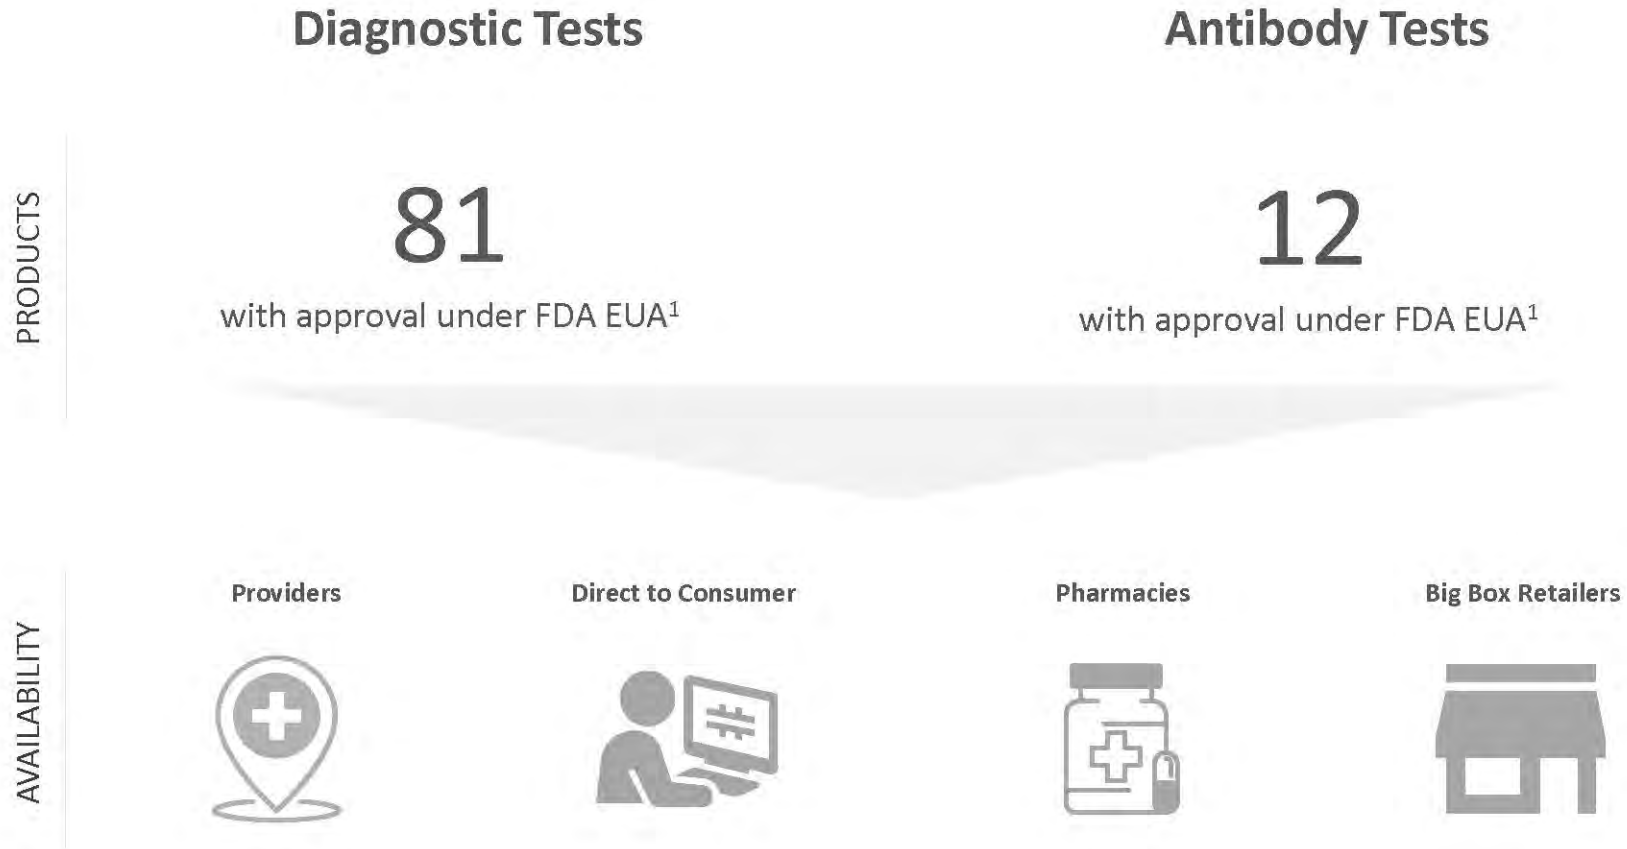 Diagnostic Tests
Antibody Tests
PRODUCTS
81
12
with approval under FDA EUA¹
with approval under FDA EUA¹
AVAILABILITY
Providers
Direct to Consumer
Pharmacies
Big Box Retailers